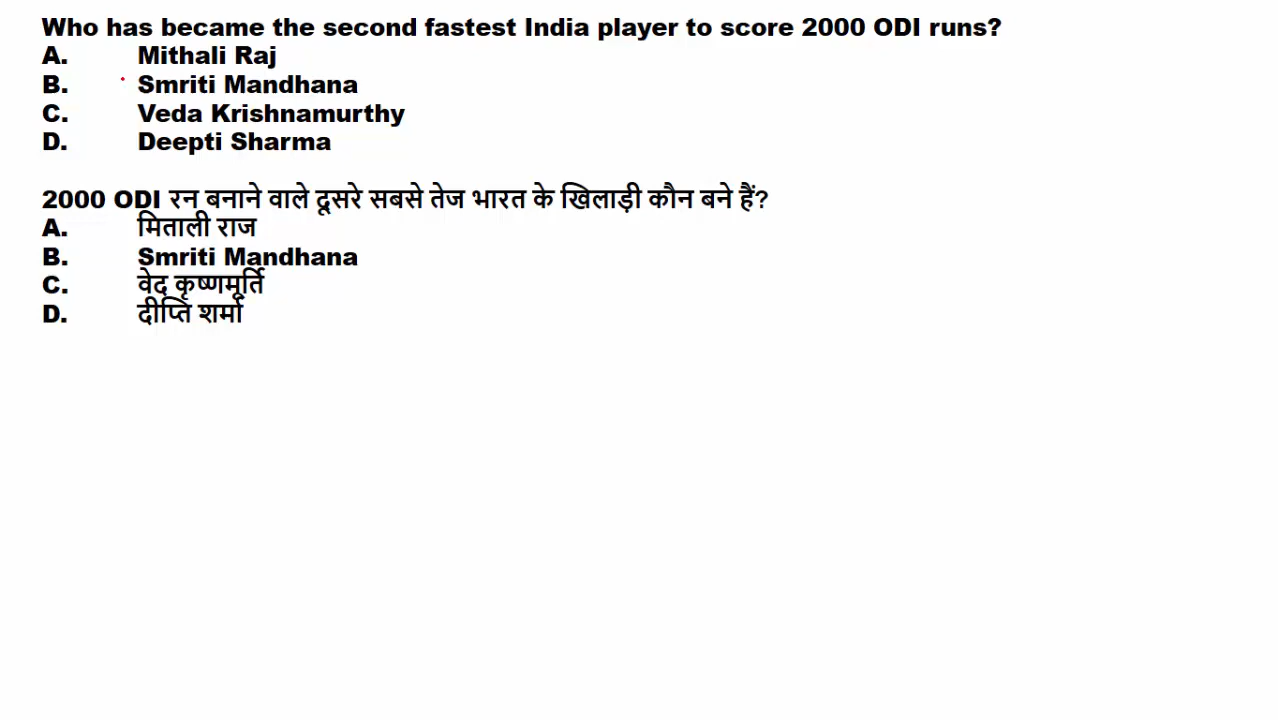 Who has became the second fastest India player to score 2000 ODI runs?
A. Mithali Raj
B. Smriti Mandhana
C. Veda Krishnamurthy
D. Deepti Sharma
2000 ODI रन बनाने वाले दूसरे सबसे तेज भारत के खिलाड़ी कौन बने हैं?
A. मिताली राज
B. Smriti Mandhana
C. वेद कृष्णमूर्ति
D. दीप्ति शर्मा